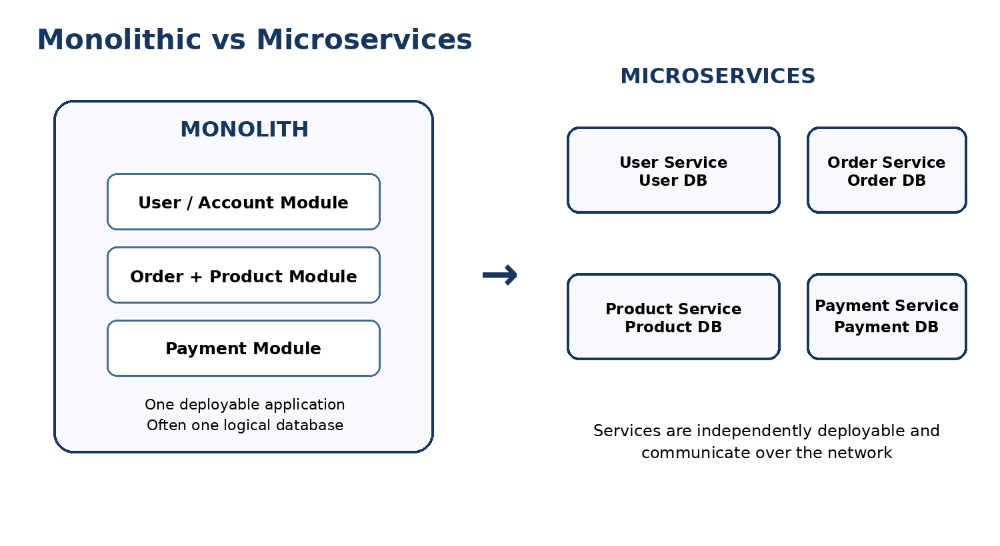 Monolithic vs Microservices
MONOLITH
User / Account Module
Order + Product Module
Payment Module
One deployable application
Often one logical database
→
MICROSERVICES
User Service
User DB
Order Service
Order DB
Product Service
Product DB
Payment Service
Payment DB
Services are independently deployable and
communicate over the network